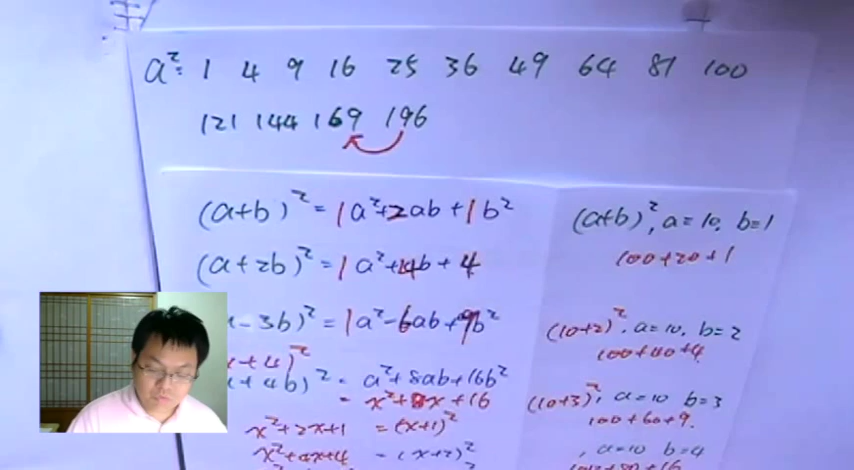 a² = 1 4 9 16 25 36 49 64 81 100
121 144 169 196
(a+b)² = 1a²+2ab+1b²
(a+2b)² = 1a²+4b+4
-3b)² = 1a²-6ab+9b²
x+4)²
+4b)² = a²+8ab+16b²
= x²+8x+16
x²+2x+1 = (x+1)²
x²+4x+4 = (x+2)²
(a+b)², a=10, b=1
100+20+1
(10+2)², a=10, b=2
100+40+4
(10+3)², a=10 b=3
100+60+9
, a=10 b=4